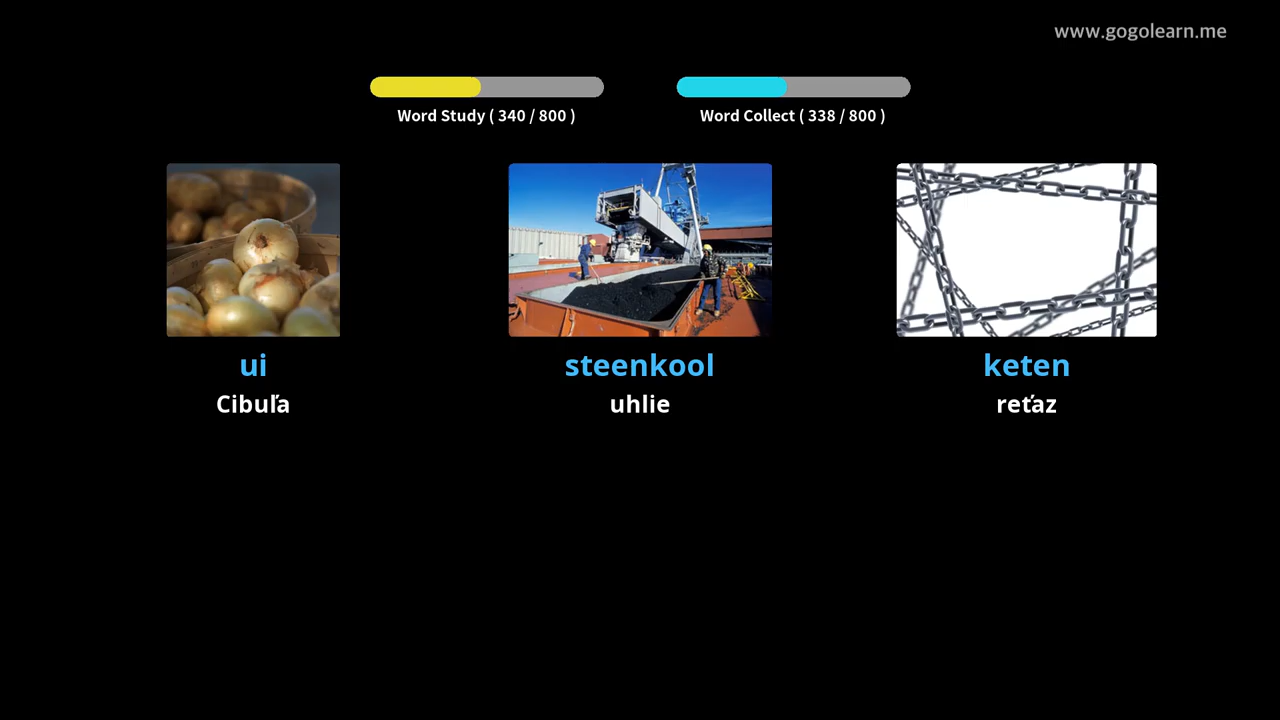 www.gogolearn.me
Word Study ( 340 / 800 )
Word Collect ( 338 / 800 )
ui
steenkool
keten
Cibuľa
uhlie
reťaz